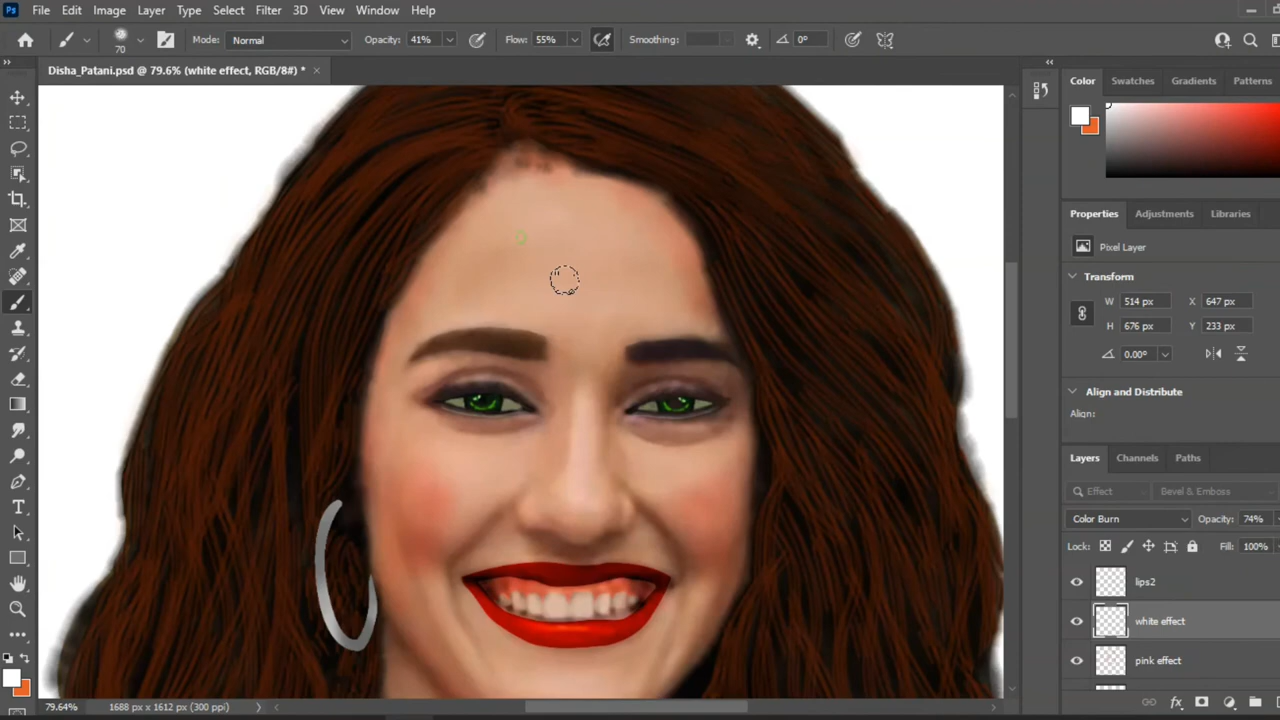 Ps File Edit Image Layer Type Select Filter 3D View Window Help
70 Mode: Normal Opacity: 41% Flow: 55% Smoothing: 0°
Disha_Patani.psd @ 79.6% (white effect, RGB/8#) * ×
Color Swatches Gradients Patterns
Properties Adjustments Libraries
Pixel Layer
Transform
W 514 px X 647 px
H 676 px Y 233 px
0.00°
Align and Distribute
Align:
Layers Channels Paths
Effect Bevel & Emboss
Color Burn Opacity: 74%
Lock: Fill: 100%
lips2
white effect
pink effect
79.64% 1688 px x 1612 px (300 ppi)